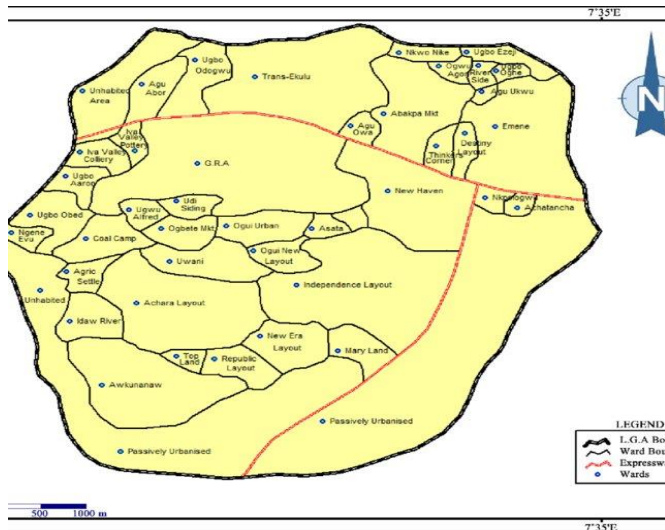 7°35'E
Nkwo Nike
Ugbo Ezeji
Ugbo
Odogwu
Ogwu
Agor
River
Side
Ugbo
Oghe
Trans-Ekulu
Agu
Abor
Unhabited
Area
Agu Ukwu
N
Abakpa Mkt
Agu
Owa
Emene
Iva
Valley
Pottery
Destiny
Layout
Thinkers
Corner
Iva Valley
Colliery
G.R.A
Ugbo
Aaron
New Haven
Nkpologwu
Achatancha
Udi
Siding
Ugwu
Alfred
Ugbo Obed
Ogbete Mkt
Ogui Urban
Asata
Ngene
Evu
Coal Camp
Ogui New
Layout
Uwani
Agric
Settle
Unhabited
Independence Layout
Achara Layout
Idaw River
New Era
Layout
Mary Land
Top
Land
Republic
Layout
Awkunanaw
Passively Urbanised
Passively Urbanised
LEGEND
L.G.A Bo
Ward Bou
Expressw
Wards
500 1000 m
7°35'E